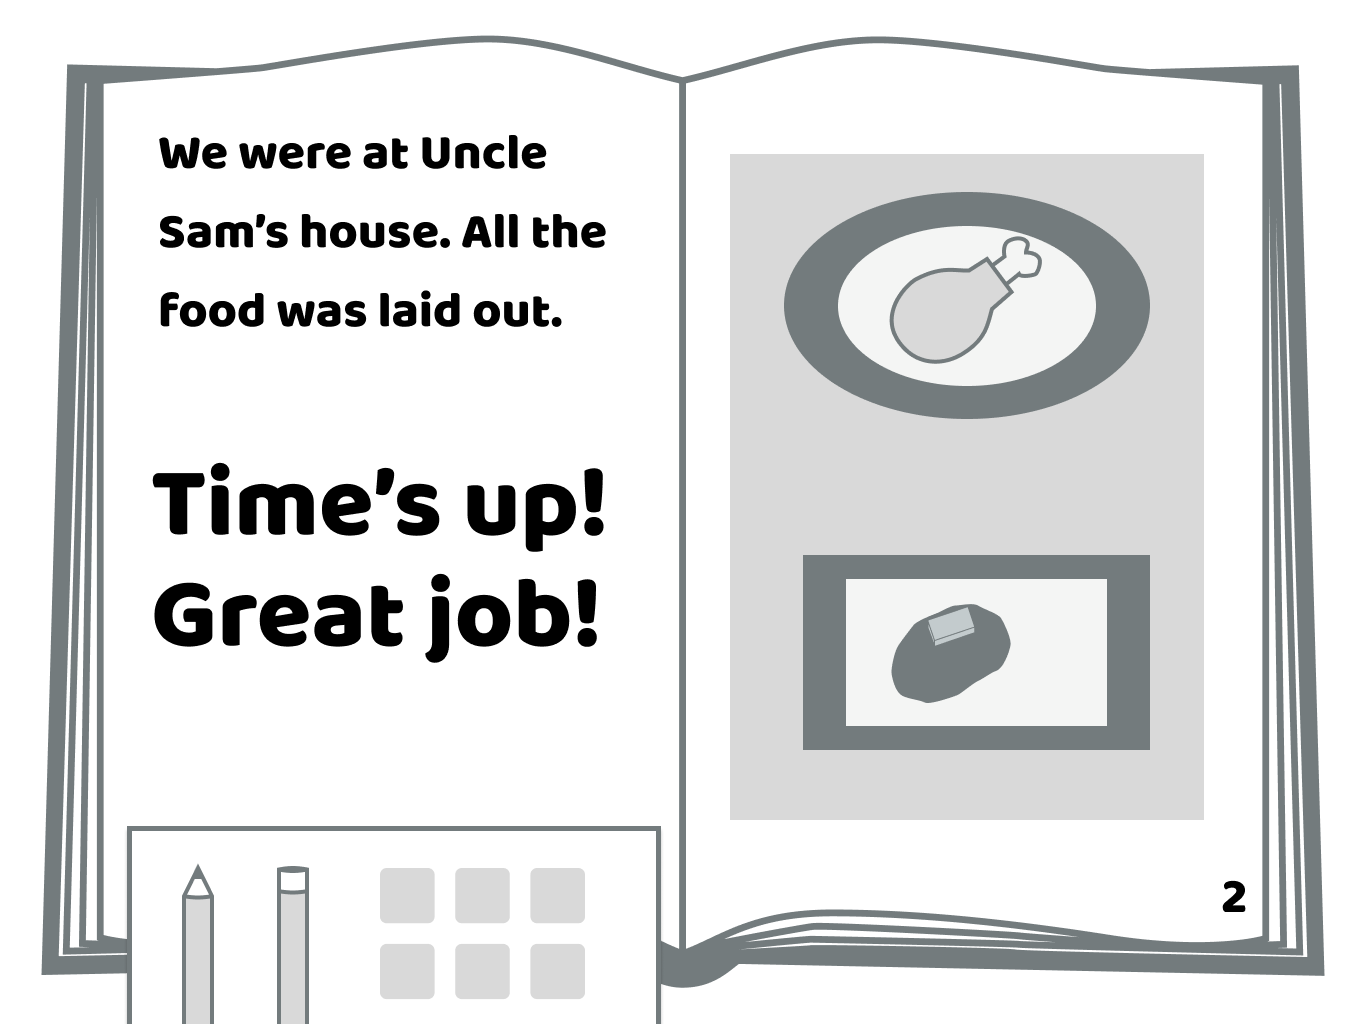 We were at Uncle
Sam’s house. All the
food was laid out.
Time’s up!
Great job!
2